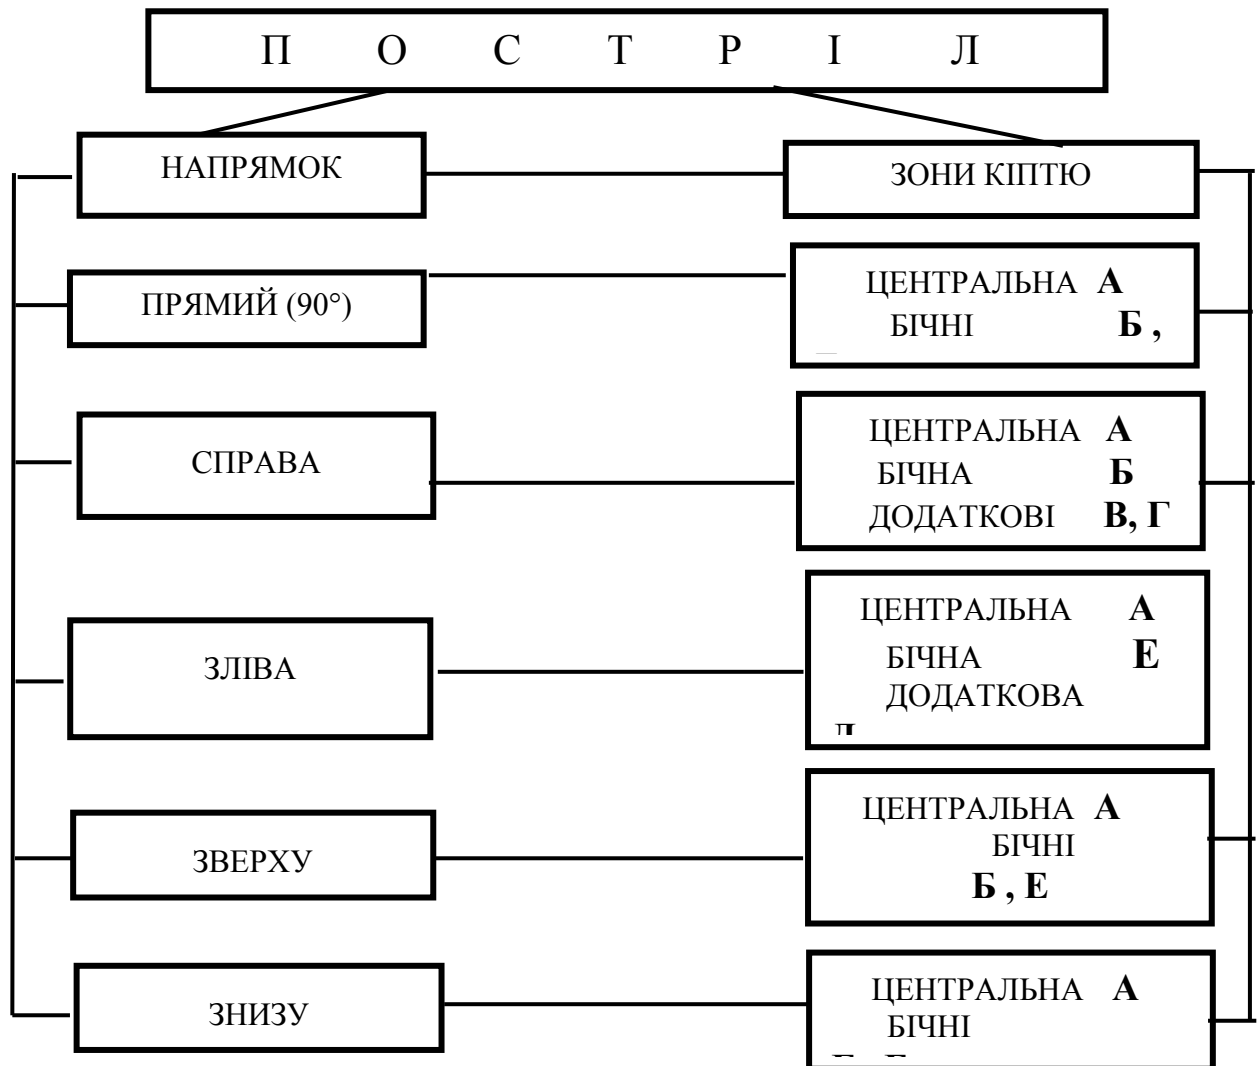 П О С Т Р І Л
НАПРЯМОК
ЗОНИ КІПТЮ
ПРЯМИЙ (90°)
ЦЕНТРАЛЬНА А
БІЧНІ Б ,
СПРАВА
ЦЕНТРАЛЬНА А
БІЧНА Б
ДОДАТКОВІ В, Г
ЗЛІВА
ЦЕНТРАЛЬНА А
БІЧНА Е
ДОДАТКОВА
ЗВЕРХУ
ЦЕНТРАЛЬНА А
БІЧНІ
Б , Е
ЗНИЗУ
ЦЕНТРАЛЬНА А
БІЧНІ